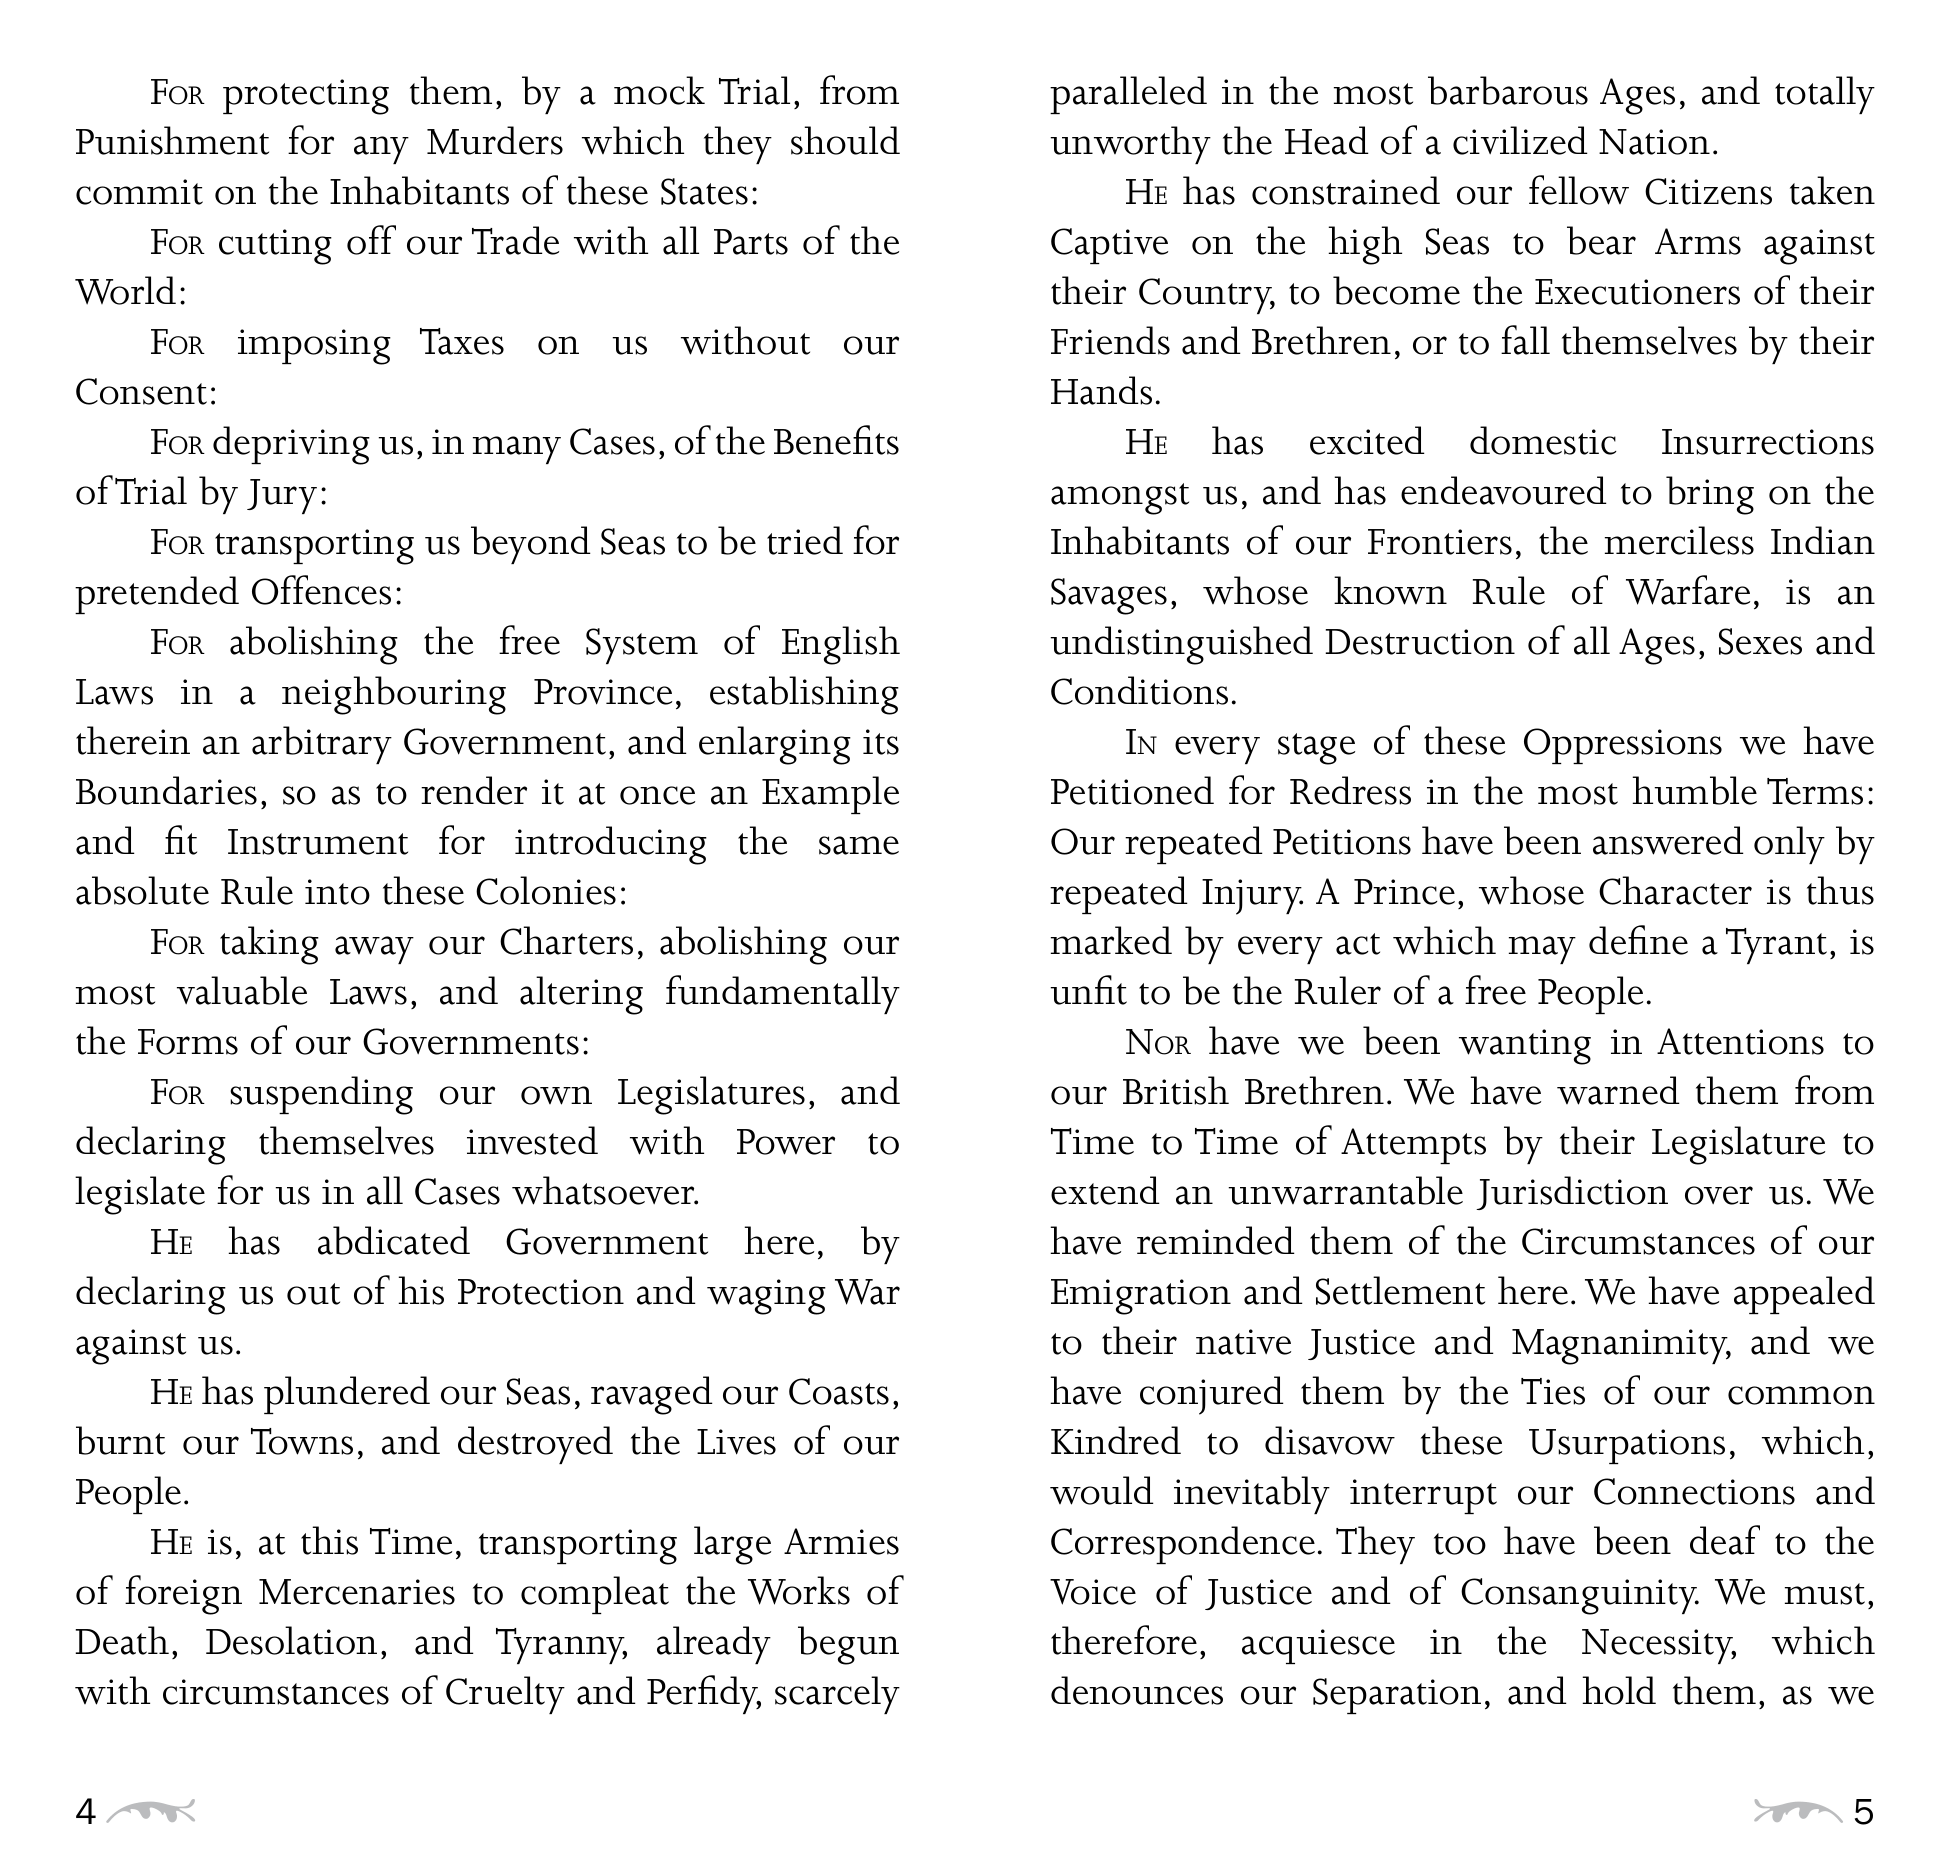 For protecting them, by a mock Trial, from
Punishment for any Murders which they should
commit on the Inhabitants of these States:
For cutting off our Trade with all Parts of the
World:
For imposing Taxes on us without our
Consent:
For depriving us, in many Cases, of the Benefits
of Trial by Jury:
For transporting us beyond Seas to be tried for
pretended Offences:
For abolishing the free System of English
Laws in a neighbouring Province, establishing
therein an arbitrary Government, and enlarging its
Boundaries, so as to render it at once an Example
and fit Instrument for introducing the same
absolute Rule into these Colonies:
For taking away our Charters, abolishing our
most valuable Laws, and altering fundamentally
the Forms of our Governments:
For suspending our own Legislatures, and
declaring themselves invested with Power to
legislate for us in all Cases whatsoever.
He has abdicated Government here, by
declaring us out of his Protection and waging War
against us.
He has plundered our Seas, ravaged our Coasts,
burnt our Towns, and destroyed the Lives of our
People.
He is, at this Time, transporting large Armies
of foreign Mercenaries to compleat the Works of
Death, Desolation, and Tyranny, already begun
with circumstances of Cruelty and Perfidy, scarcely
4
paralleled in the most barbarous Ages, and totally
unworthy the Head of a civilized Nation.
He has constrained our fellow Citizens taken
Captive on the high Seas to bear Arms against
their Country, to become the Executioners of their
Friends and Brethren, or to fall themselves by their
Hands.
He has excited domestic Insurrections
amongst us, and has endeavoured to bring on the
Inhabitants of our Frontiers, the merciless Indian
Savages, whose known Rule of Warfare, is an
undistinguished Destruction of all Ages, Sexes and
Conditions.
In every stage of these Oppressions we have
Petitioned for Redress in the most humble Terms:
Our repeated Petitions have been answered only by
repeated Injury. A Prince, whose Character is thus
marked by every act which may define a Tyrant, is
unfit to be the Ruler of a free People.
Nor have we been wanting in Attentions to
our British Brethren. We have warned them from
Time to Time of Attempts by their Legislature to
extend an unwarrantable Jurisdiction over us. We
have reminded them of the Circumstances of our
Emigration and Settlement here. We have appealed
to their native Justice and Magnanimity, and we
have conjured them by the Ties of our common
Kindred to disavow these Usurpations, which,
would inevitably interrupt our Connections and
Correspondence. They too have been deaf to the
Voice of Justice and of Consanguinity. We must,
therefore, acquiesce in the Necessity, which
denounces our Separation, and hold them, as we
5